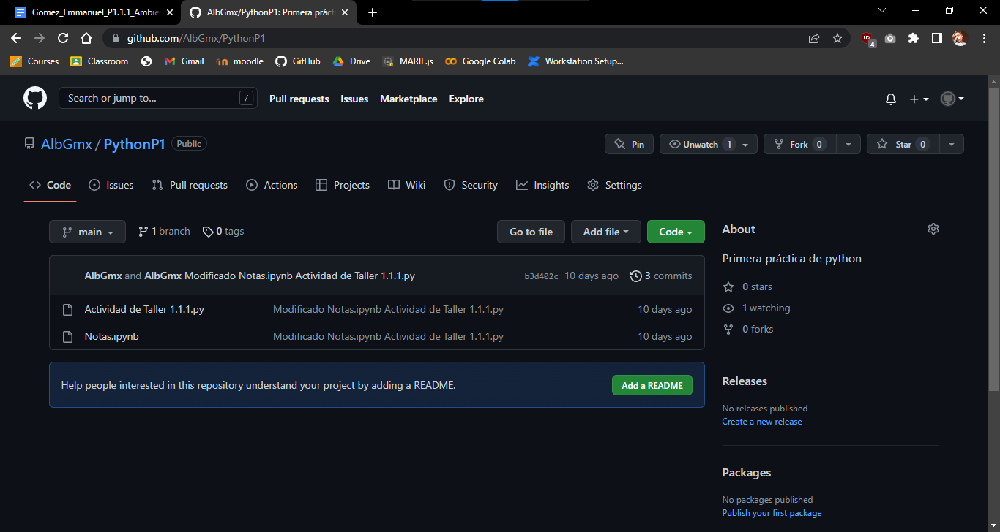 Gomez_Emmanuel_P1.1.1_Ambie
AlbGmx/PythonP1: Primera práct
github.com/AlbGmx/PythonP1
4
Courses Classroom Gmail moodle GitHub Drive MARIE.js Google Colab Workstation Setup...
Search or jump to... / Pull requests Issues Marketplace Explore
AlbGmx / PythonP1 Public Pin Unwatch 1 Fork 0 Star 0
Code Issues Pull requests Actions Projects Wiki Security Insights Settings
main 1 branch 0 tags Go to file Add file Code
AlbGmx and AlbGmx Modificado Notas.ipynb Actividad de Taller 1.1.1.py b3d402c 10 days ago 3 commits
Actividad de Taller 1.1.1.py Modificado Notas.ipynb Actividad de Taller 1.1.1.py 10 days ago
Notas.ipynb Modificado Notas.ipynb Actividad de Taller 1.1.1.py 10 days ago
Help people interested in this repository understand your project by adding a README. Add a README
About
Primera práctica de python
0 stars
1 watching
0 forks
Releases
No releases published
Create a new release
Packages
No packages published
Publish your first package